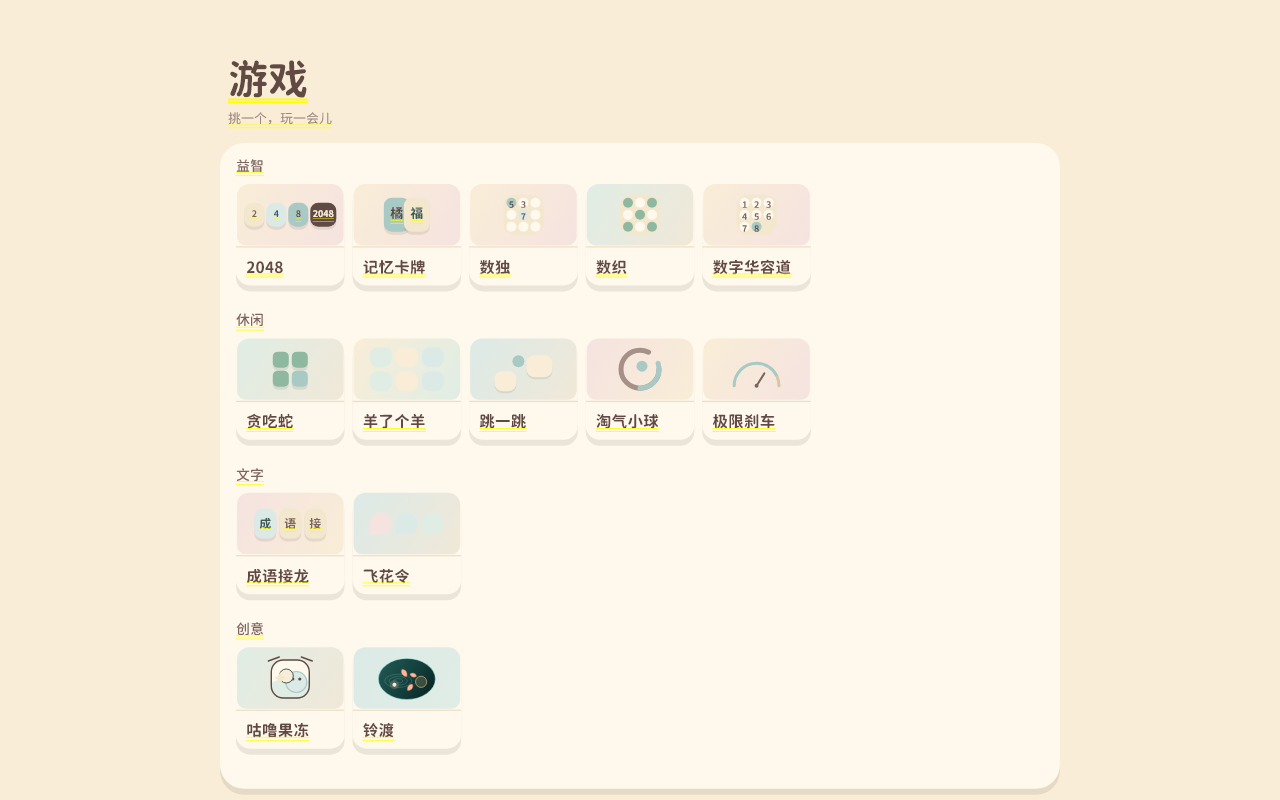 游戏
挑一个，玩一会儿
益智
2 4 8 2048
橘 福
5 3
7
1 2 3
4 5 6
7 8
2048 记忆卡牌 数独 数织 数字华容道
休闲
贪吃蛇 羊了个羊 跳一跳 淘气小球 极限刹车
文字
成 语 接
成语接龙 飞花令
创意
咕噜果冻 铃渡